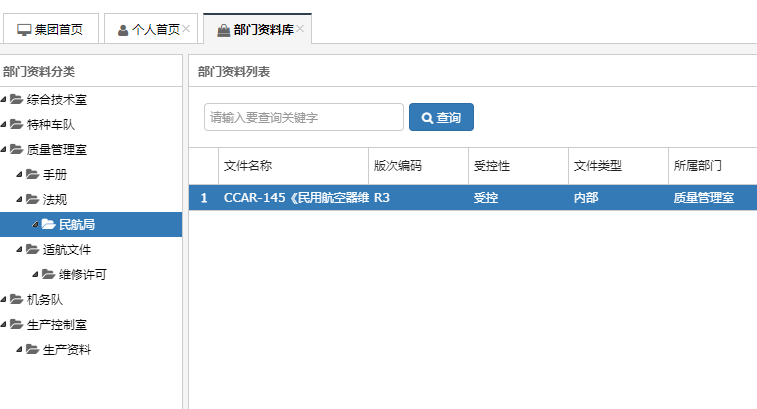 集团首页 个人首页 部门资料库
部门资料分类
综合技术室
特种车队
质量管理室
手册
法规
民航局
适航文件
维修许可
机务队
生产控制室
生产资料
部门资料列表
请输入要查询关键字 查询
文件名称 版次编码 受控性 文件类型 所属部门
1 CCAR-145《民用航空器维 R3 受控 内部 质量管理室